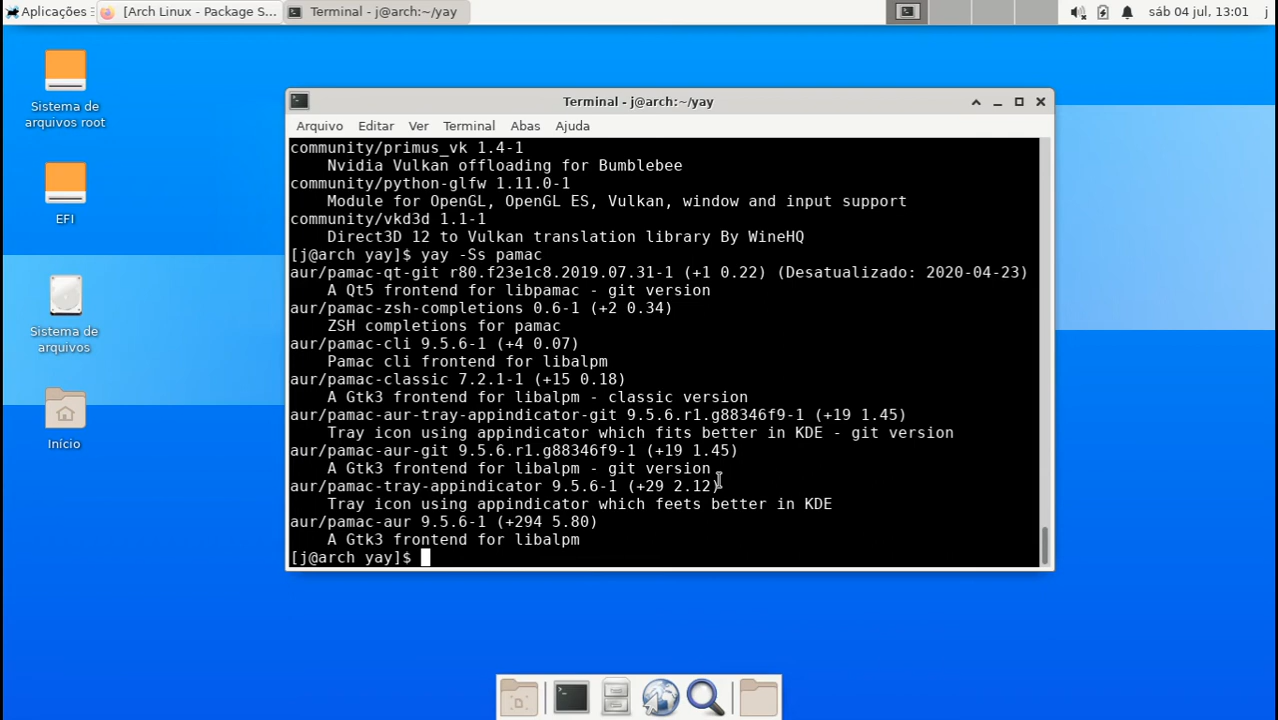 Aplicações
[Arch Linux - Package S...
Terminal - j@arch:~/yay
sáb 04 jul, 13:01
j
Sistema de
arquivos root
EFI
Sistema de
arquivos
Início
Terminal - j@arch:~/yay
Arquivo Editar Ver Terminal Abas Ajuda
community/primus_vk 1.4-1
Nvidia Vulkan offloading for Bumblebee
community/python-glfw 1.11.0-1
Module for OpenGL, OpenGL ES, Vulkan, window and input support
community/vkd3d 1.1-1
Direct3D 12 to Vulkan translation library By WineHQ
[j@arch yay]$ yay -Ss pamac
aur/pamac-qt-git r80.f23e1c8.2019.07.31-1 (+1 0.22) (Desatualizado: 2020-04-23)
A Qt5 frontend for libpamac - git version
aur/pamac-zsh-completions 0.6-1 (+2 0.34)
ZSH completions for pamac
aur/pamac-cli 9.5.6-1 (+4 0.07)
Pamac cli frontend for libalpm
aur/pamac-classic 7.2.1-1 (+15 0.18)
A Gtk3 frontend for libalpm - classic version
aur/pamac-aur-tray-appindicator-git 9.5.6.r1.g88346f9-1 (+19 1.45)
Tray icon using appindicator which fits better in KDE - git version
aur/pamac-aur-git 9.5.6.r1.g88346f9-1 (+19 1.45)
A Gtk3 frontend for libalpm - git version
aur/pamac-tray-appindicator 9.5.6-1 (+29 2.12)
Tray icon using appindicator which feets better in KDE
aur/pamac-aur 9.5.6-1 (+294 5.80)
A Gtk3 frontend for libalpm
[j@arch yay]$